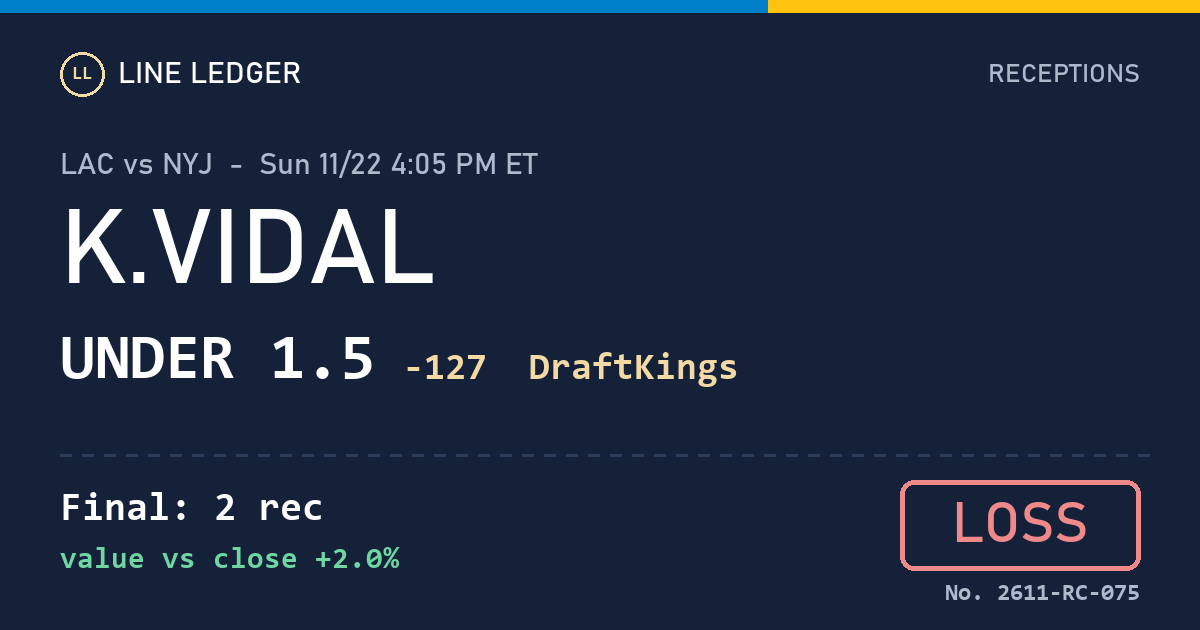 LL LINE LEDGER
RECEPTIONS
LAC vs NYJ - Sun 11/22 4:05 PM ET
K.VIDAL
UNDER 1.5 -127 DraftKings
Final: 2 rec
value vs close +2.0%
LOSS
No. 2611-RC-075